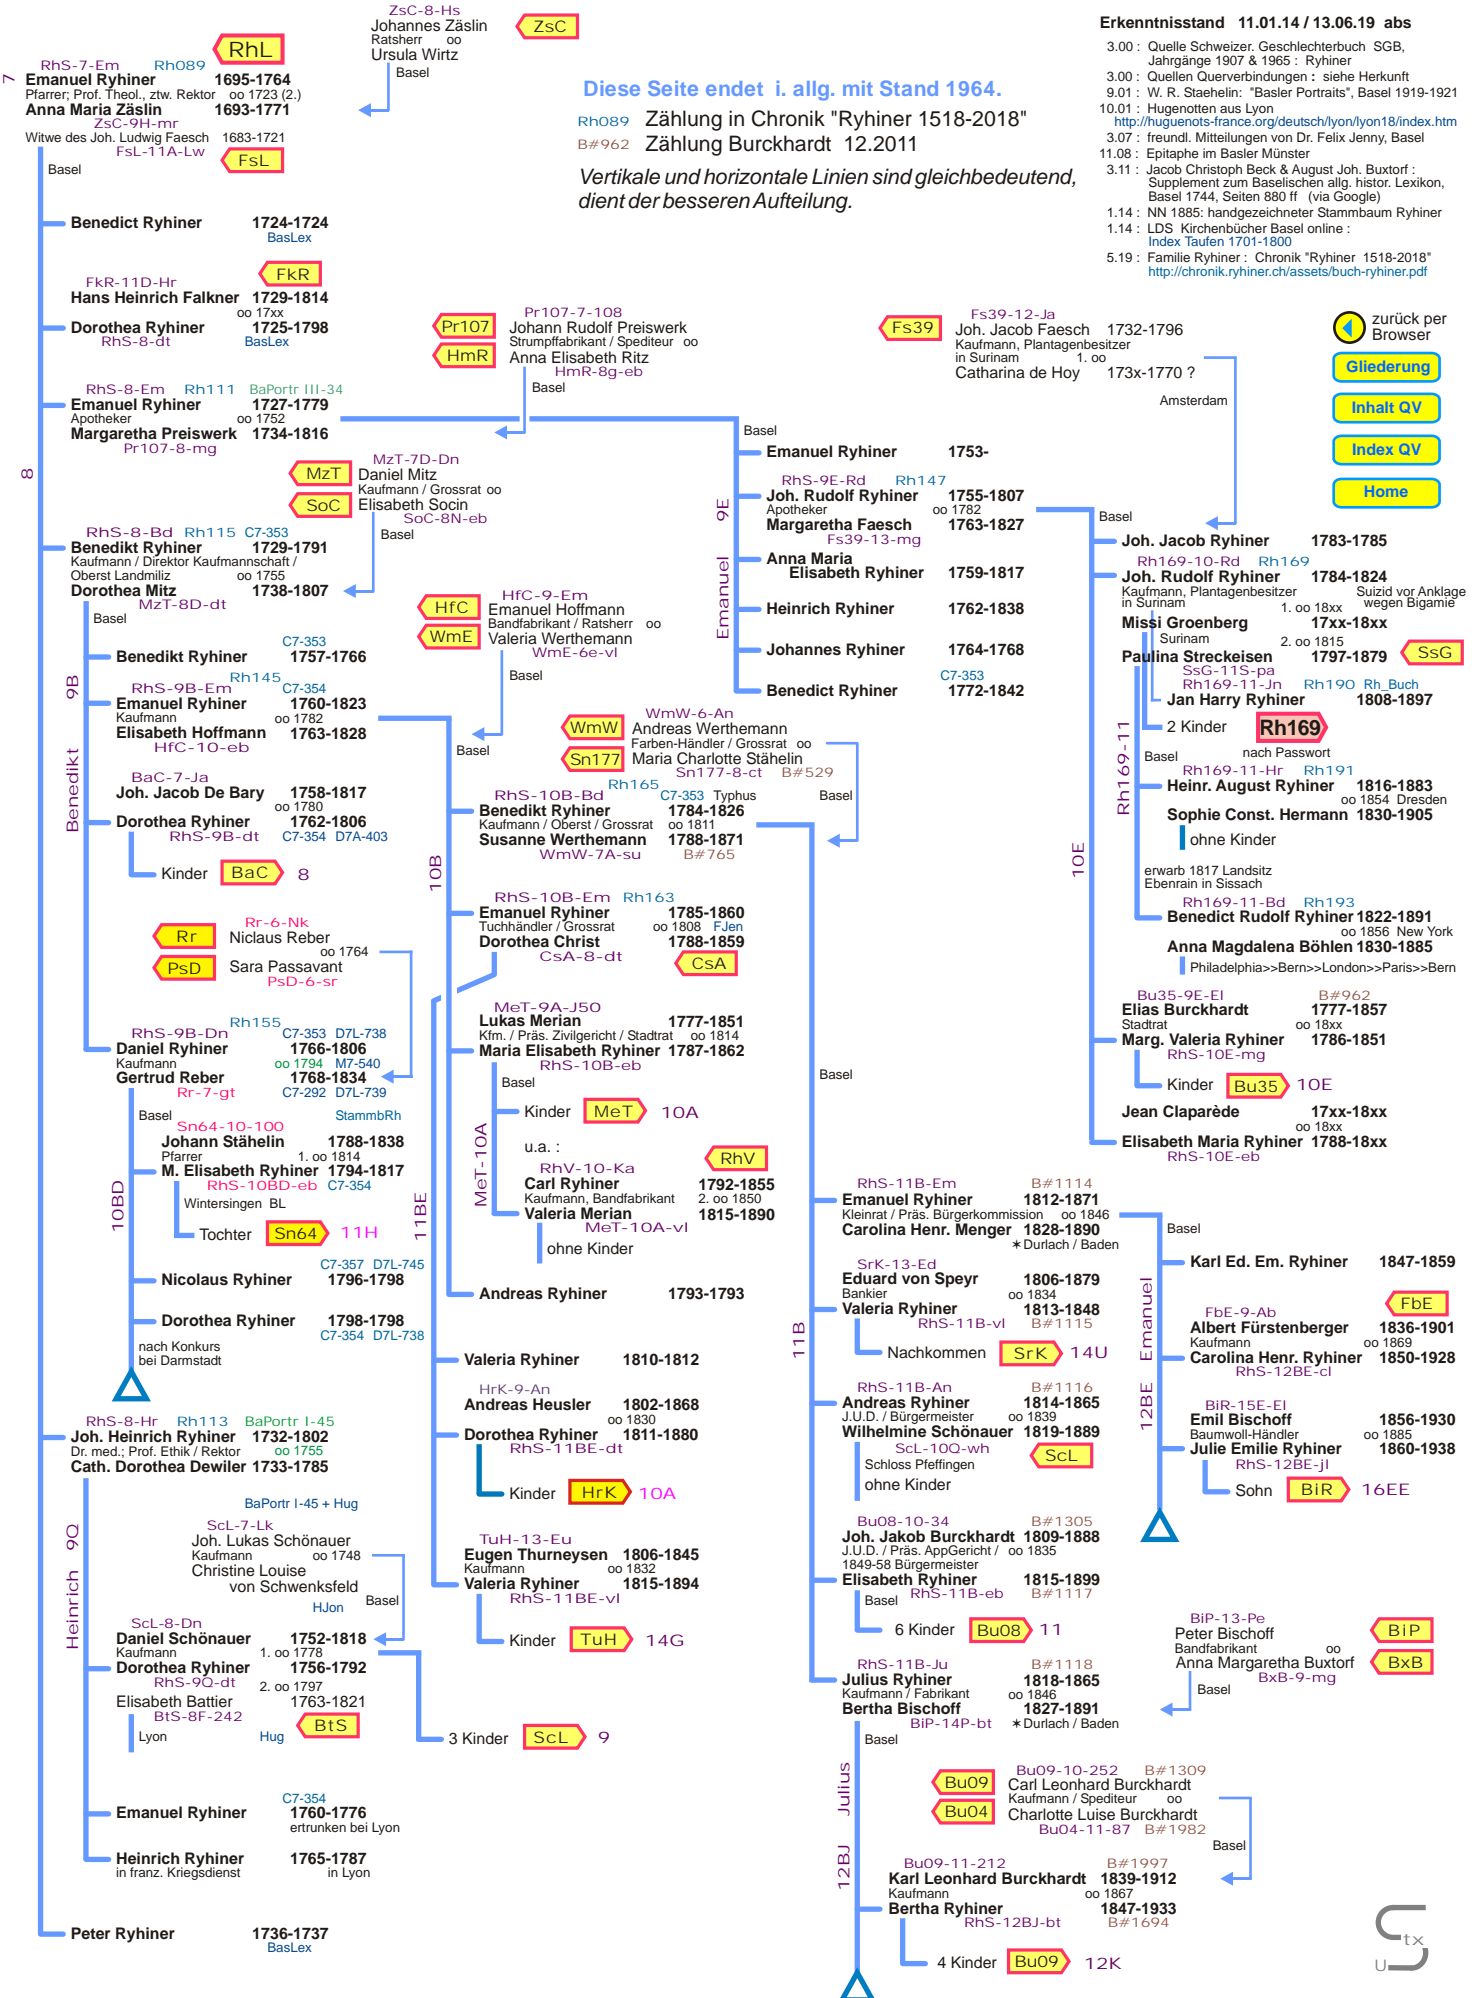 ZsC-8-Hs
Johannes Zäslin
Ratsherr oo
Ursula Wirtz
ZsC
Basel
Erkenntnisstand 11.01.14 / 13.06.19 abs
3.00 : Quelle Schweizer. Geschlechterbuch SGB,
Jahrgänge 1907 & 1965 : Ryhiner
3.00 : Quellen Querverbindungen : siehe Herkunft
9.01 : W. R. Staehelin: "Basler Portraits", Basel 1919-1921
10.01 : Hugenotten aus Lyon
http://huguenots-france.org/deutsch/lyon/lyon18/index.htm
3.07 : freundl. Mitteilungen von Dr. Felix Jenny, Basel
11.08 : Epitaphe im Basler Münster
3.11 : Jacob Christoph Beck & August Joh. Buxtorf :
Supplement zum Baselischen allg. histor. Lexikon,
Basel 1744, Seiten 880 ff (via Google)
1.14 : NN 1885: handgezeichneter Stammbaum Ryhiner
1.14 : LDS Kirchenbücher Basel online :
Index Taufen 1701-1800
5.19 : Familie Ryhiner : Chronik "Ryhiner 1518-2018"
http://chronik.ryhiner.ch/assets/buch-ryhiner.pdf
Diese Seite endet i. allg. mit Stand 1964.
Rh089 Zählung in Chronik "Ryhiner 1518-2018"
B#962 Zählung Burckhardt 12.2011
Vertikale und horizontale Linien sind gleichbedeutend,
dient der besseren Aufteilung.
zurück per
Browser
Gliederung
Inhalt QV
Index QV
Home
7
RhL
RhS-7-Em Rh089
Emanuel Ryhiner 1695-1764
Pfarrer; Prof. Theol., ztw. Rektor oo 1723 (2.)
Anna Maria Zäslin 1693-1771
ZsC-9H-mr
Witwe des Joh. Ludwig Faesch 1683-1721
FsL-11A-Lw
FsL
Basel
8
Benedict Ryhiner 1724-1724
BasLex
FkR
FkR-11D-Hr
Hans Heinrich Falkner 1729-1814
oo 17xx
Dorothea Ryhiner 1725-1798
RhS-8-dt BasLex
Pr107-7-108
Pr107 Johann Rudolf Preiswerk
Strumpffabrikant / Spediteur oo
HmR Anna Elisabeth Ritz
HmR-8g-eb
Basel
RhS-8-Em Rh111 BaPortr III-34
Emanuel Ryhiner 1727-1779
Apotheker oo 1752
Margaretha Preiswerk 1734-1816
Pr107-8-mg
MzT-7D-Dn
MzT Daniel Mitz
Kaufmann / Grossrat oo
SoC Elisabeth Socin
SoC-8N-eb
Basel
RhS-8-Bd Rh115 C7-353
Benedikt Ryhiner 1729-1791
Kaufmann / Direktor Kaufmannschaft /
Oberst Landmiliz oo 1755
Dorothea Mitz 1738-1807
MzT-8D-dt
Basel
Benedikt 9B
C7-353
Benedikt Ryhiner 1757-1766
Rh145
RhS-9B-Em C7-354
Emanuel Ryhiner 1760-1823
Kaufmann oo 1782
Elisabeth Hoffmann 1763-1828
HfC-10-eb
BaC-7-Ja
Joh. Jacob De Bary 1758-1817
oo 1780
Dorothea Ryhiner 1762-1806
RhS-9B-dt C7-354 D7A-403
Kinder BaC 8
Rr-6-Nk
Rr Niclaus Reber
oo 1764
PsD Sara Passavant
PsD-6-sr
Rh155
RhS-9B-Dn C7-353 D7L-738
Daniel Ryhiner 1766-1806
Kaufmann oo 1794 M7-540
Gertrud Reber 1768-1834
Rr-7-gt C7-292 D7L-739
Basel StammbRh
10BD
Sn64-10-100
Johann Stähelin 1788-1838
Pfarrer 1. oo 1814
M. Elisabeth Ryhiner 1794-1817
RhS-10BD-eb C7-354
Wintersingen BL
Tochter Sn64 11H
C7-357 D7L-745
Nicolaus Ryhiner 1796-1798
Dorothea Ryhiner 1798-1798
C7-354 D7L-738
nach Konkurs
bei Darmstadt
RhS-8-Hr Rh113 BaPortr I-45
Joh. Heinrich Ryhiner 1732-1802
Dr. med.; Prof. Ethik / Rektor oo 1755
Cath. Dorothea Dewiler 1733-1785
BaPortr I-45 + Hug
Heinrich 9Q
ScL-7-Lk
Joh. Lukas Schönauer
Kaufmann oo 1748
Christine Louise
von Schwenksfeld
HJon Basel
ScL-8-Dn
Daniel Schönauer 1752-1818
Kaufmann 1. oo 1778
Dorothea Ryhiner 1756-1792
RhS-9Q-dt 2. oo 1797
Elisabeth Battier 1763-1821
BtS-8F-242 BtS
Lyon Hug
3 Kinder ScL 9
C7-354
Emanuel Ryhiner 1760-1776
ertrunken bei Lyon
Heinrich Ryhiner 1765-1787
in franz. Kriegsdienst in Lyon
Peter Ryhiner 1736-1737
BasLex
HfC-9-Em
HfC Emanuel Hoffmann
Bandfabrikant / Ratsherr oo
WmE Valeria Werthemann
WmE-6e-vl
Basel
Basel
10B
WmW-6-An
WmW Andreas Werthemann
Farben-Händler / Grossrat oo
Sn177 Maria Charlotte Stähelin
Sn177-8-ct B#529
Basel
Rh165
RhS-10B-Bd C7-353 Typhus
Benedikt Ryhiner 1784-1826
Kaufmann / Oberst / Grossrat oo 1811
Susanne Werthemann 1788-1871
WmW-7A-su B#765
RhS-10B-Em Rh163
Emanuel Ryhiner 1785-1860
Tuchhändler / Grossrat oo 1808 FJen
Dorothea Christ 1788-1859
CsA-8-dt CsA
MeT-9A-J50
Lukas Merian 1777-1851
Kfm. / Präs. Zivilgericht / Stadtrat oo 1814
Maria Elisabeth Ryhiner 1787-1862
RhS-10B-eb
Basel
MeT-10A
Kinder MeT 10A
u.a. :
RhV
RhV-10-Ka
Carl Ryhiner 1792-1855
Kaufmann, Bandfabrikant 2. oo 1850
Valeria Merian 1815-1890
MeT-10A-vl
ohne Kinder
Andreas Ryhiner 1793-1793
11BE
Valeria Ryhiner 1810-1812
HrK-9-An
Andreas Heusler 1802-1868
oo 1830
Dorothea Ryhiner 1811-1880
RhS-11BE-dt
Kinder HrK 10A
TuH-13-Eu
Eugen Thurneysen 1806-1845
Kaufmann oo 1832
Valeria Ryhiner 1815-1894
RhS-11BE-vl
Kinder TuH 14G
Fs39-12-Ja
Fs39 Joh. Jacob Faesch 1732-1796
Kaufmann, Plantagenbesitzer
in Surinam 1. oo
Catharina de Hoy 173x-1770 ?
Amsterdam
Basel
Emanuel 9E
Emanuel Ryhiner 1753-
RhS-9E-Rd Rh147
Joh. Rudolf Ryhiner 1755-1807
Apotheker oo 1782
Margaretha Faesch 1763-1827
Fs39-13-mg
Anna Maria
Elisabeth Ryhiner 1759-1817
Heinrich Ryhiner 1762-1838
Johannes Ryhiner 1764-1768
C7-353
Benedict Ryhiner 1772-1842
Basel
10E
Joh. Jacob Ryhiner 1783-1785
Rh169-10-Rd Rh169
Joh. Rudolf Ryhiner 1784-1824
Kaufmann, Plantagenbesitzer Suizid vor Anklage
in Surinam 1. oo 18xx wegen Bigamie
Missi Groenberg 17xx-18xx
Surinam 2. oo 1815
Paulina Streckeisen 1797-1879
SsG
SsG-11S-pa
Rh169-11-Jn Rh190 Rh_Buch
Jan Harry Ryhiner 1808-1897
2 Kinder Rh169
nach Passwort
Rh169-11
Basel
Rh169-11-Hr Rh191
Heinr. August Ryhiner 1816-1883
oo 1854 Dresden
Sophie Const. Hermann 1830-1905
ohne Kinder
erwarb 1817 Landsitz
Ebenrain in Sissach
Rh169-11-Bd Rh193
Benedict Rudolf Ryhiner 1822-1891
oo 1856 New York
Anna Magdalena Böhlen 1830-1885
Philadelphia>>Bern>>London>>Paris>>Bern
Bu35-9E-El B#962
Elias Burckhardt 1777-1857
Stadtrat oo 18xx
Marg. Valeria Ryhiner 1786-1851
RhS-10E-mg
Kinder Bu35 10E
Jean Claparède 17xx-18xx
oo 18xx
Elisabeth Maria Ryhiner 1788-18xx
RhS-10E-eb
Basel
11B
RhS-11B-Em B#1114
Emanuel Ryhiner 1812-1871
Kleinrat / Präs. Bürgerkommission oo 1846
Carolina Henr. Menger 1828-1890
✶Durlach / Baden
SrK-13-Ed
Eduard von Speyr 1806-1879
Bankier oo 1834
Valeria Ryhiner 1813-1848
RhS-11B-vl B#1115
Nachkommen SrK 14U
RhS-11B-An B#1116
Andreas Ryhiner 1814-1865
J.U.D. / Bürgermeister oo 1839
Wilhelmine Schönauer 1819-1889
ScL-10Q-wh ScL
Schloss Pfeffingen
ohne Kinder
Bu08-10-34 B#1305
Joh. Jakob Burckhardt 1809-1888
J.U.D. / Präs. AppGericht / oo 1835
1849-58 Bürgermeister
Elisabeth Ryhiner 1815-1899
RhS-11B-eb B#1117
Basel
6 Kinder Bu08 11
RhS-11B-Ju B#1118
Julius Ryhiner 1818-1865
Kaufmann / Fabrikant oo 1846
Bertha Bischoff 1827-1891
BiP-14P-bt ✶Durlach / Baden
Basel
BiP-13-Pe
Peter Bischoff BiP
Bandfabrikant oo
Anna Margaretha Buxtorf BxB
BxB-9-mg
Basel
Basel
12BE Emanuel
Karl Ed. Em. Ryhiner 1847-1859
FbE
FbE-9-Ab
Albert Fürstenberger 1836-1901
Kaufmann oo 1869
Carolina Henr. Ryhiner 1850-1928
RhS-12BE-cl
BiR-15E-El
Emil Bischoff 1856-1930
Baumwoll-Händler oo 1885
Julie Emilie Ryhiner 1860-1938
RhS-12BE-jl
Sohn BiR 16EE
12BJ Julius
Bu09-10-252 B#1309
Bu09 Carl Leonhard Burckhardt
Kaufmann / Spediteur oo
Bu04 Charlotte Luise Burckhardt
Bu04-11-87 B#1982
Basel
Bu09-11-212 B#1997
Karl Leonhard Burckhardt 1839-1912
Kaufmann oo 1867
Bertha Ryhiner 1847-1933
RhS-12BJ-bt B#1694
4 Kinder Bu09 12K
S tx
U